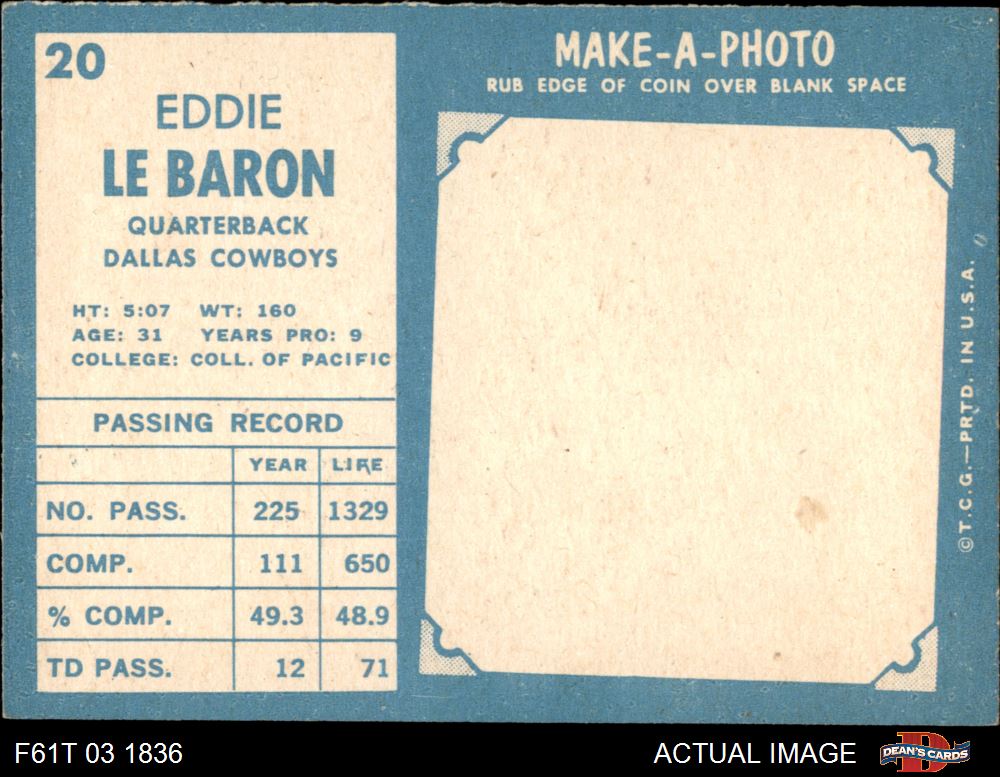 20
EDDIE
LE BARON
QUARTERBACK
DALLAS COWBOYS
HT: 5:07 WT: 160
AGE: 31 YEARS PRO: 9
COLLEGE: COLL. OF PACIFIC
PASSING RECORD
YEAR LIFE
NO. PASS. 225 1329
COMP. 111 650
% COMP. 49.3 48.9
TD PASS. 12 71
MAKE-A-PHOTO
RUB EDGE OF COIN OVER BLANK SPACE
©T.C.G.—PRTD. IN U.S.A.
F61T 03 1836
ACTUAL IMAGE
D
DEAN'S CARDS